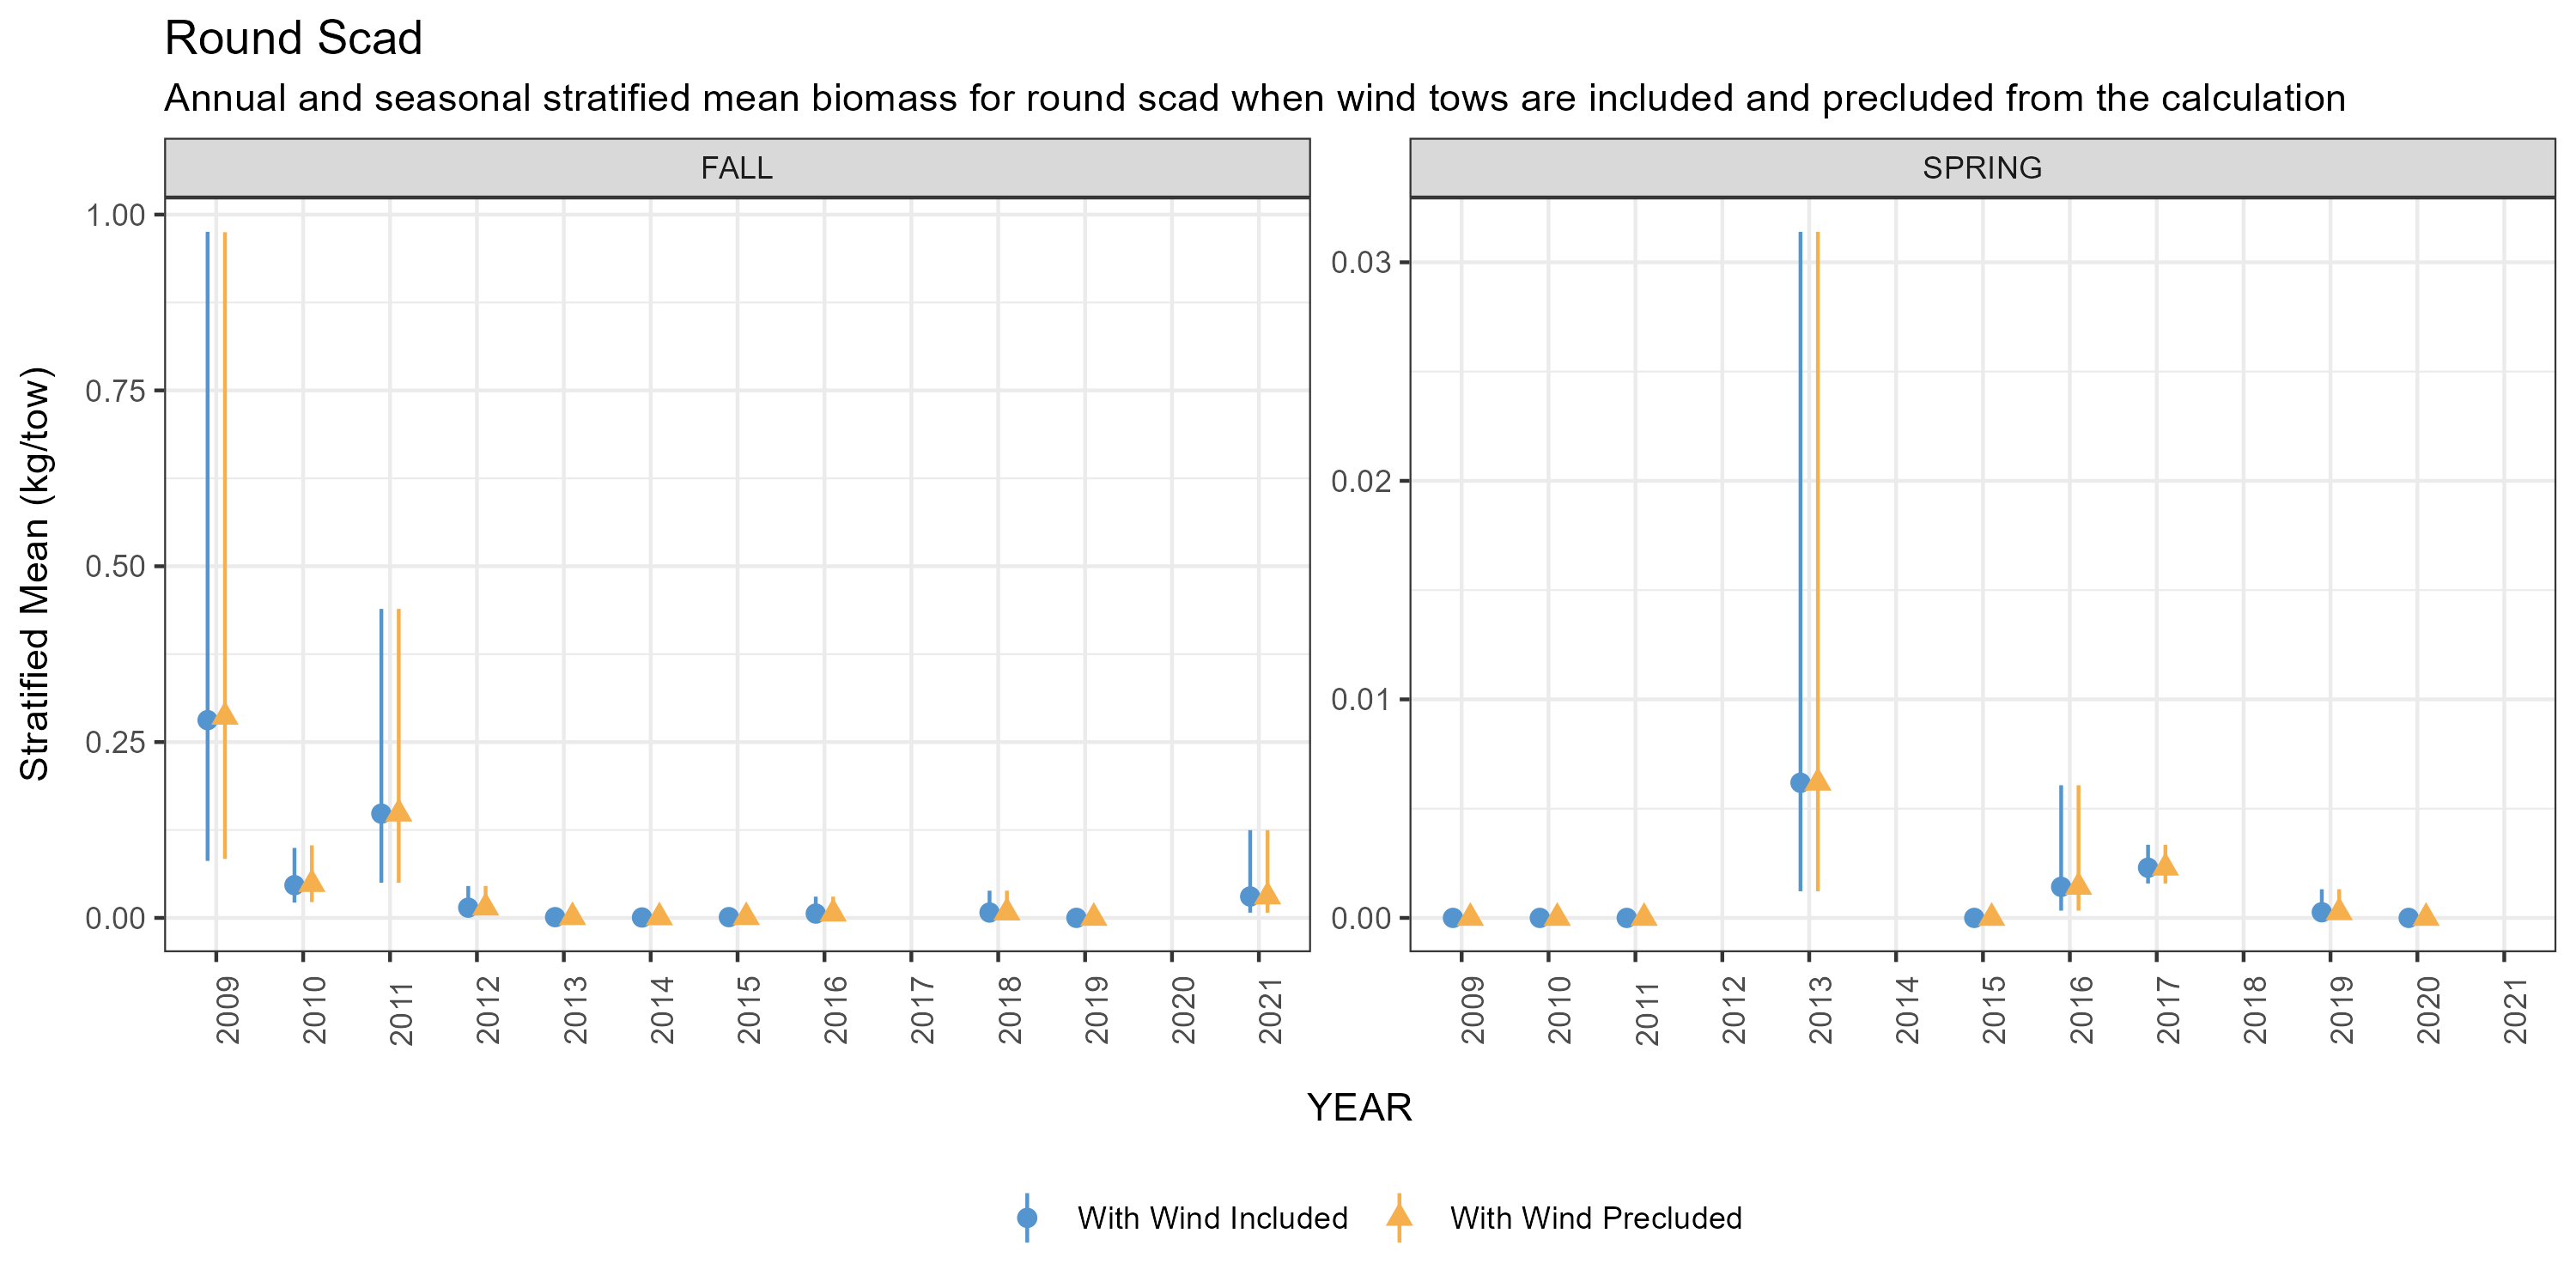 Round Scad
Annual and seasonal stratified mean biomass for round scad when wind tows are included and precluded from the calculation
FALL
SPRING
Stratified Mean (kg/tow)
1.00
0.75
0.50
0.25
0.00
0.03
0.02
0.01
0.00
2009 2010 2011 2012 2013 2014 2015 2016 2017 2018 2019 2020 2021
2009 2010 2011 2012 2013 2014 2015 2016 2017 2018 2019 2020 2021
YEAR
With Wind Included With Wind Precluded